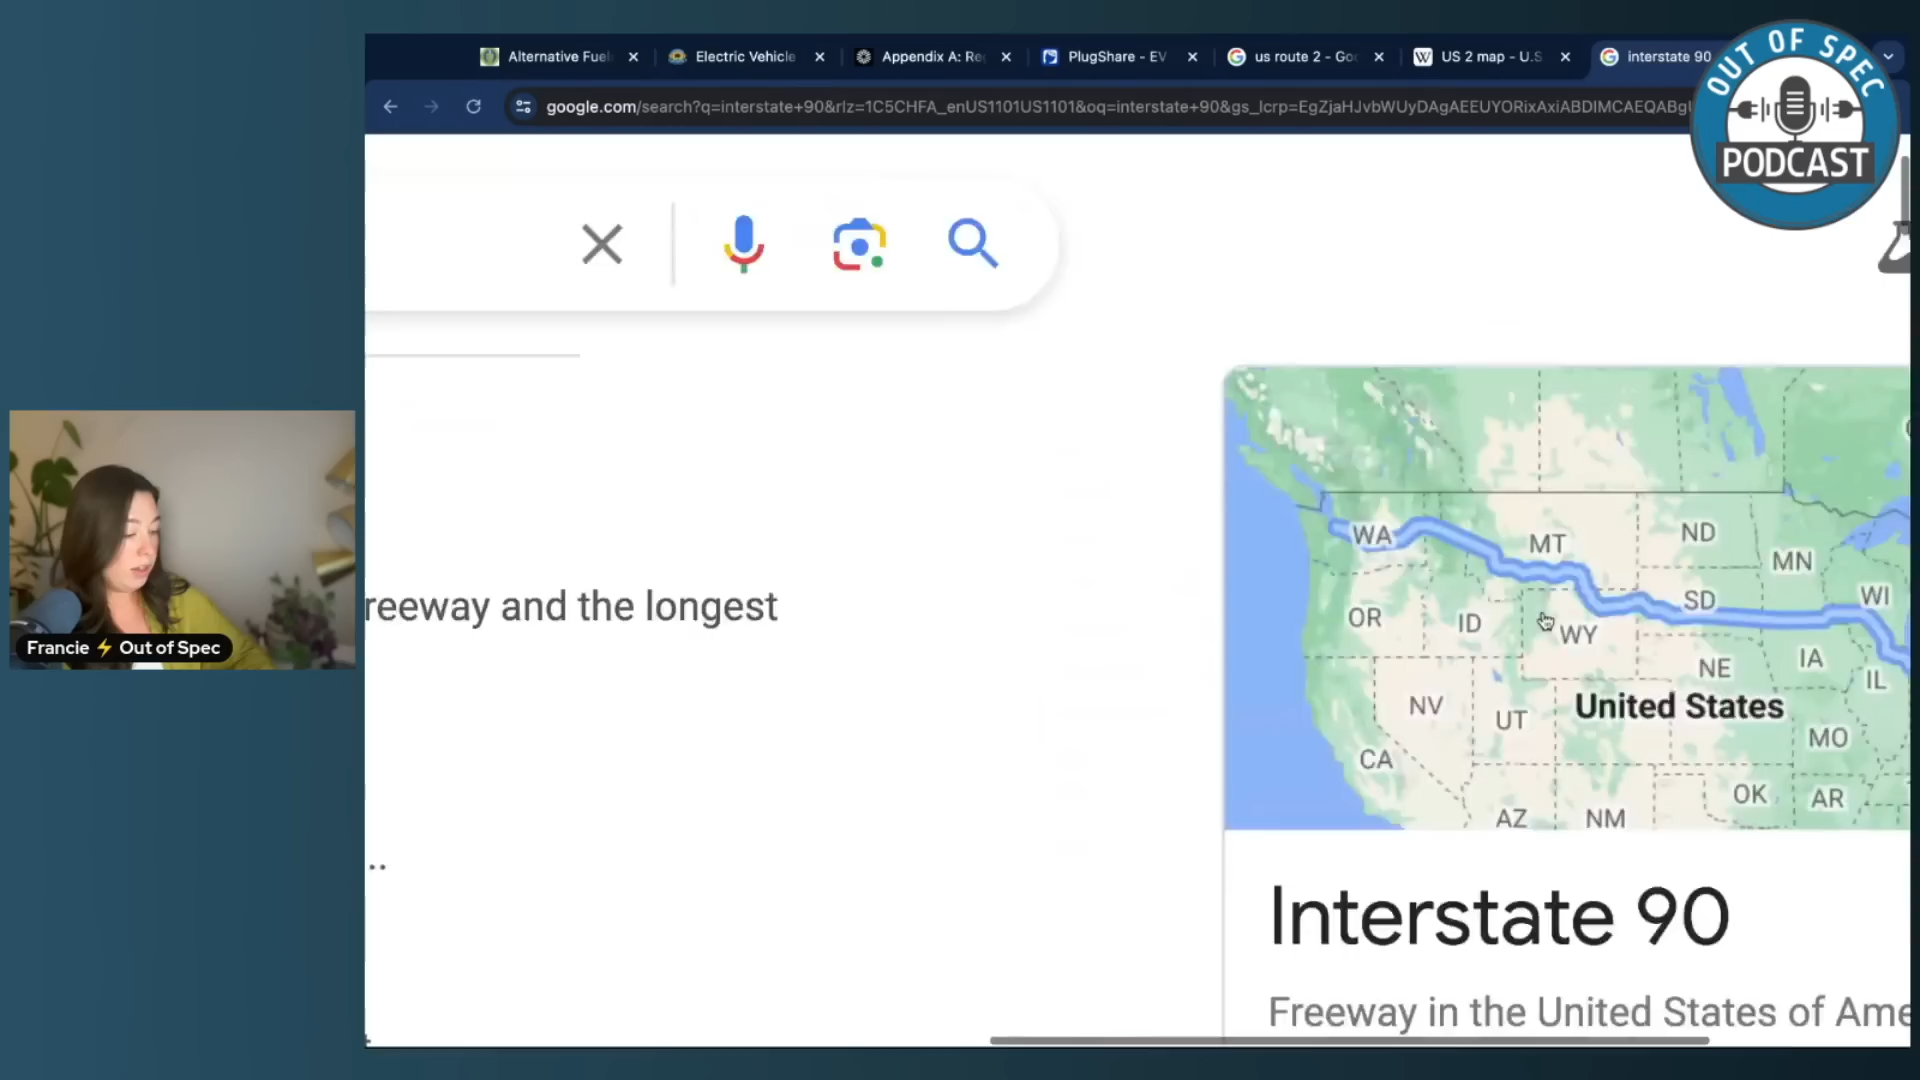 Alternative Fuel
Electric Vehicle
Appendix A: Re
PlugShare - EV
us route 2 - Go
US 2 map - U.S
interstate 90
google.com/search?q=interstate+90&rlz=1C5CHFA_enUS1101US1101&oq=interstate+90&gs_lcrp=EgZjaHJvbWUyDAgAEEUYORixAxiABDIMCAEQABg
OUT OF SPEC
PODCAST
reeway and the longest
..
WA
MT
ND
MN
OR
ID
WY
SD
WI
NE
IA
IL
NV
UT
United States
MO
CA
OK
AR
AZ
NM
Interstate 90
Freeway in the United States of Ame
Francie ⚡ Out of Spec